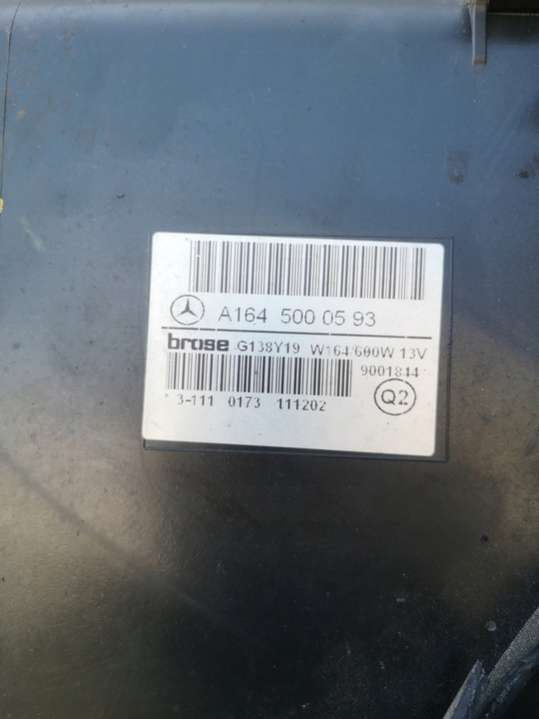 A164 500 05 93
brose G138Y19 W164/600W 13V
9001844
3-111 0173 111202
Q2